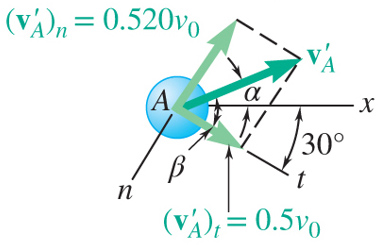 (v′A)n = 0.520v0
v′A
A
α
x
β
30°
n
t
(v′A)t = 0.5v0